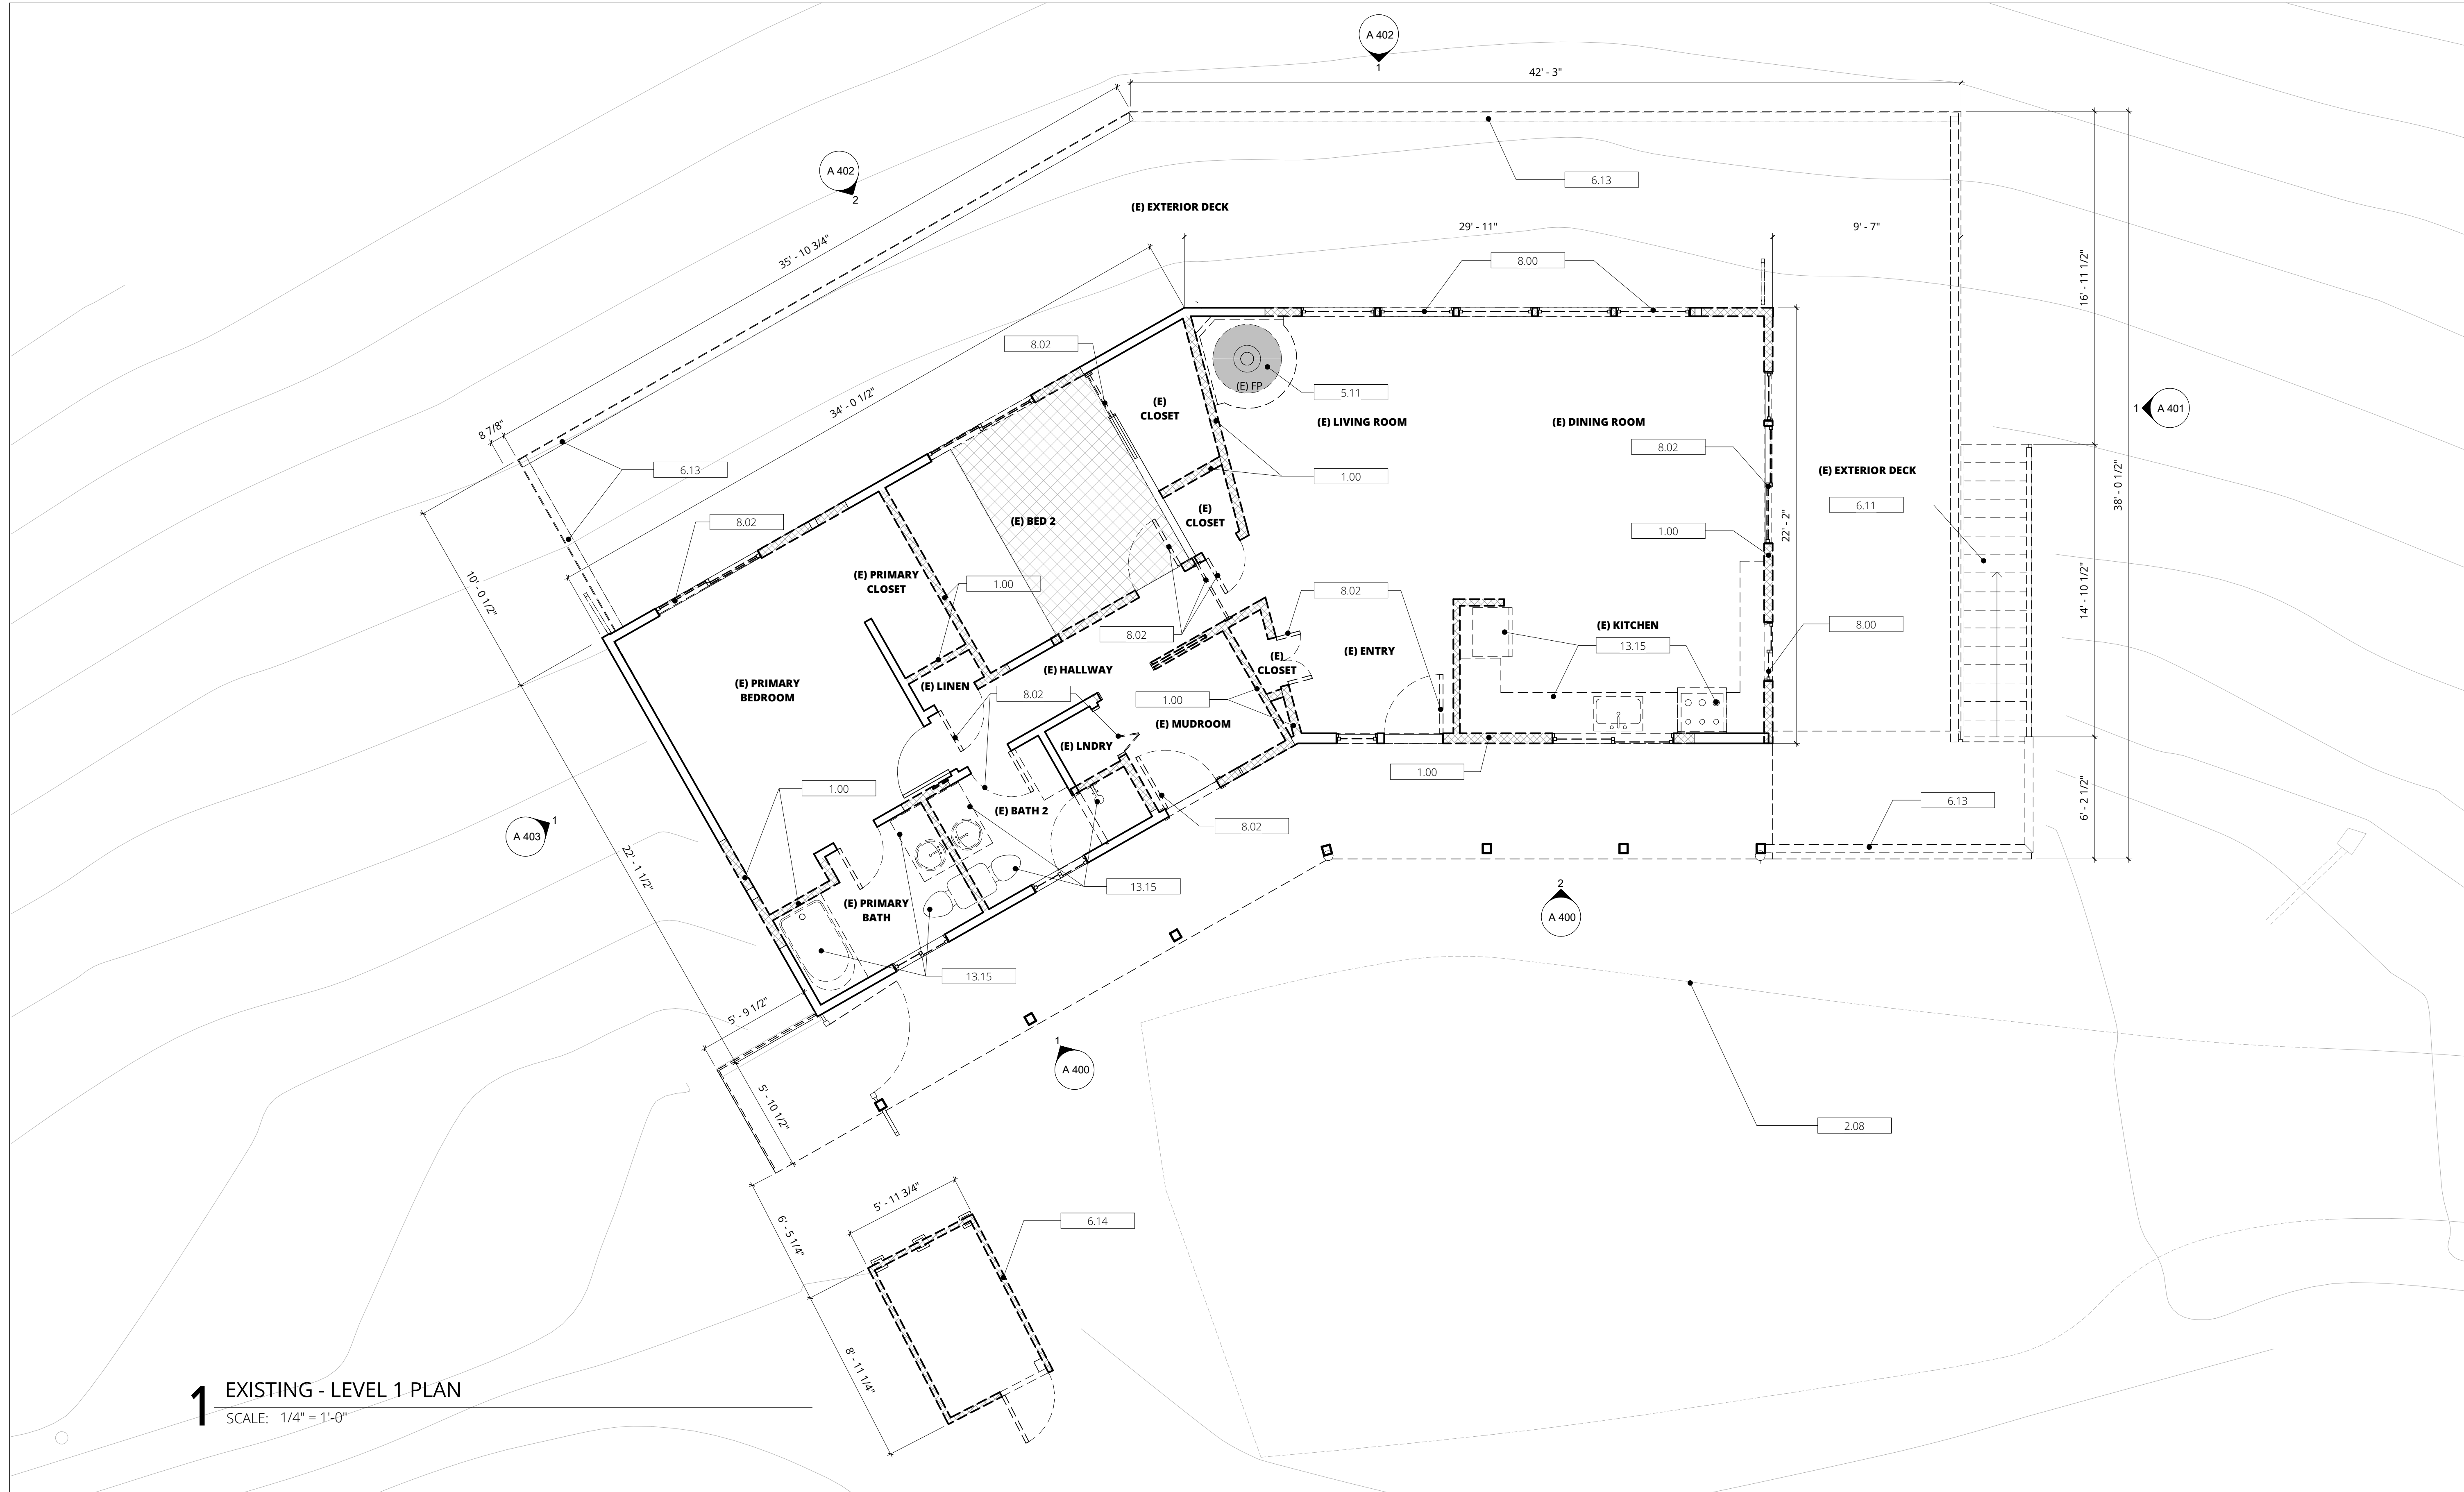 A 402
1
42' - 3"
A 402
2
6.13
(E) EXTERIOR DECK
35' - 10 3/4"
29' - 11"
9' - 7"
8.00
16' - 11 1/2"
8.02
5.11
(E) FP
34' - 0 1/2"
(E)
CLOSET
(E) LIVING ROOM
(E) DINING ROOM
1
A 401
8 7/8"
8.02
6.13
1.00
(E) EXTERIOR DECK
38' - 0 1/2"
6.11
8.02
(E) BED 2
(E)
CLOSET
1.00
22' - 2"
10' - 0 1/2"
(E) PRIMARY
CLOSET
1.00
8.02
14' - 10 1/2"
8.02
(E) KITCHEN
8.00
13.15
(E) ENTRY
(E)
CLOSET
(E) HALLWAY
(E) PRIMARY
BEDROOM
(E) LINEN
8.02
1.00
(E) MUDROOM
(E) LNDRY
1.00
1.00
6.13
6' - 2 1/2"
(E) BATH 2
8.02
A 403
1
22' - 1 1/2"
13.15
(E) PRIMARY
BATH
2
A 400
13.15
5' - 9 1/2"
1
A 400
5' - 10 1/2"
2.08
5' - 11 3/4"
6' - 5 1/4"
6.14
8' - 11 1/4"
1
EXISTING - LEVEL 1 PLAN
SCALE: 1/4" = 1'-0"